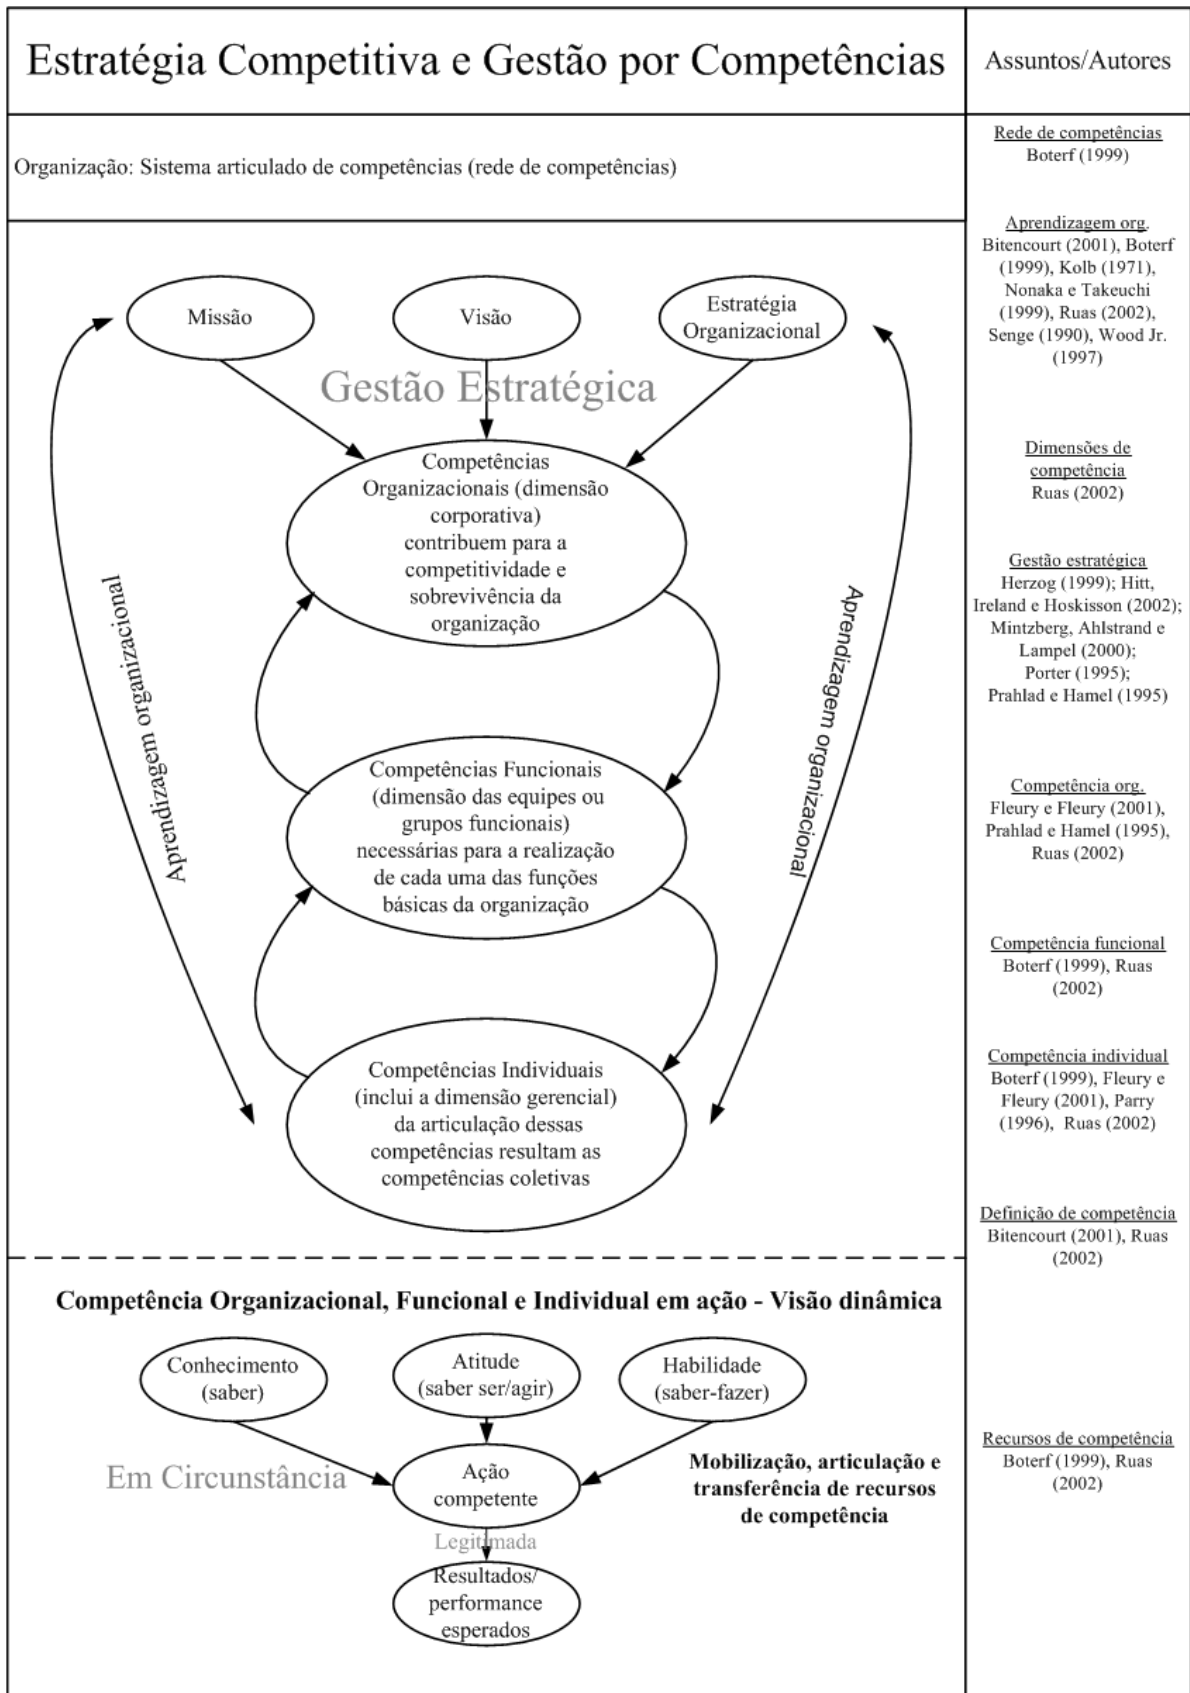 Estratégia Competitiva e Gestão por Competências
Assuntos/Autores
Organização: Sistema articulado de competências (rede de competências)
Missão
Visão
Estratégia
Organizacional
Gestão Estratégica
Competências
Organizacionais (dimensão
corporativa)
contribuem para a
competitividade e
sobrevivência da
organização
Aprendizagem organizacional
Aprendizagem organizacional
Competências Funcionais
(dimensão das equipes ou
grupos funcionais)
necessárias para a realização
de cada uma das funções
básicas da organização
Competências Individuais
(inclui a dimensão gerencial)
da articulação dessas
competências resultam as
competências coletivas
Competência Organizacional, Funcional e Individual em ação - Visão dinâmica
Conhecimento
(saber)
Atitude
(saber ser/agir)
Habilidade
(saber-fazer)
Em Circunstância
Ação
competente
Mobilização, articulação e
transferência de recursos
de competência
Legitimada
Resultados/
performance
esperados
Rede de competências
Boterf (1999)
Aprendizagem org.
Bitencourt (2001), Boterf
(1999), Kolb (1971),
Nonaka e Takeuchi
(1999), Ruas (2002),
Senge (1990), Wood Jr.
(1997)
Dimensões de
competência
Ruas (2002)
Gestão estratégica
Herzog (1999); Hitt,
Ireland e Hoskisson (2002);
Mintzberg, Ahlstrand e
Lampel (2000);
Porter (1995);
Prahlad e Hamel (1995)
Competência org.
Fleury e Fleury (2001),
Prahlad e Hamel (1995),
Ruas (2002)
Competência funcional
Boterf (1999), Ruas
(2002)
Competência individual
Boterf (1999), Fleury e
Fleury (2001), Parry
(1996), Ruas (2002)
Definição de competência
Bitencourt (2001), Ruas
(2002)
Recursos de competência
Boterf (1999), Ruas
(2002)